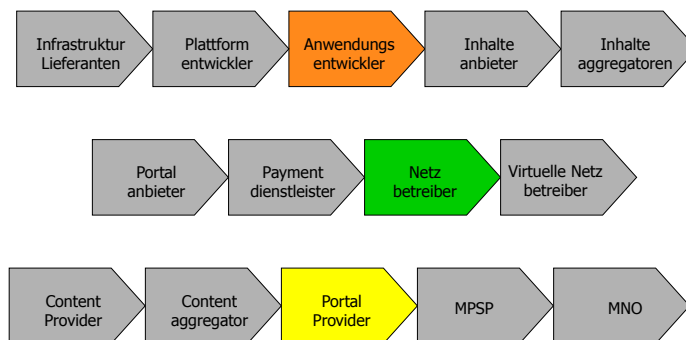 Infrastruktur
Lieferanten
Plattform
entwickler
Anwendungs
entwickler
Inhalte
anbieter
Inhalte
aggregatoren
Portal
anbieter
Payment
dienstleister
Netz
betreiber
Virtuelle Netz
betreiber
Content
Provider
Content
aggregator
Portal
Provider
MPSP
MNO